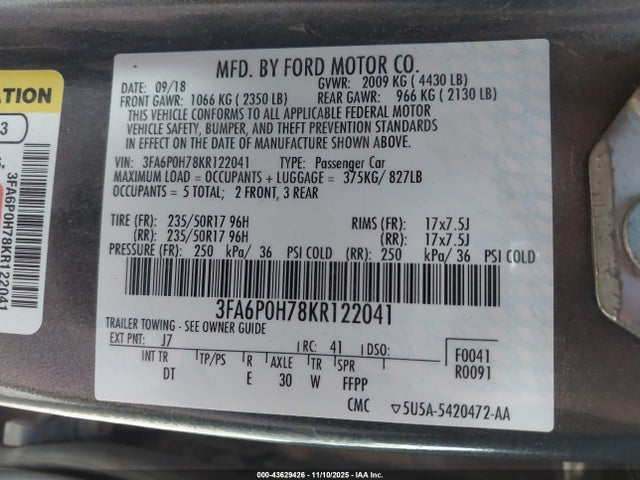 MFD. BY FORD MOTOR CO.
DATE: 09/18 GVWR: 2009 KG ( 4430 LB)
FRONT GAWR: 1066 KG ( 2350 LB) REAR GAWR: 966 KG ( 2130 LB)
THIS VEHICLE CONFORMS TO ALL APPLICABLE FEDERAL MOTOR
VEHICLE SAFETY, BUMPER, AND THEFT PREVENTION STANDARDS
IN EFFECT ON THE DATE OF MANUFACTURE SHOWN ABOVE.
VIN: 3FA6P0H78KR122041 TYPE: Passenger Car
MAXIMUM LOAD = OCCUPANTS + LUGGAGE = 375KG/ 827LB
OCCUPANTS = 5 TOTAL; 2 FRONT, 3 REAR
TIRE (FR): 235/50R17 96H RIMS (FR): 17x7.5J
(RR): 235/50R17 96H (RR): 17x7.5J
PRESSURE (FR): 250 kPa/ 36 PSI COLD (RR): 250 kPa/ 36 PSI COLD
3FA6P0H78KR122041
TRAILER TOWING - SEE OWNER GUIDE
EXT PNT: J7 RC: 41 DSO: F0041
INT TR TP/PS R AXLE TR SPR R0091
DT E 30 W FFPP
CMC ▽5U5A-5420472-AA
ATION
3
3FA6P0H78KR122041
000-43629426 - 11/10/2025 - IAAI Inc.